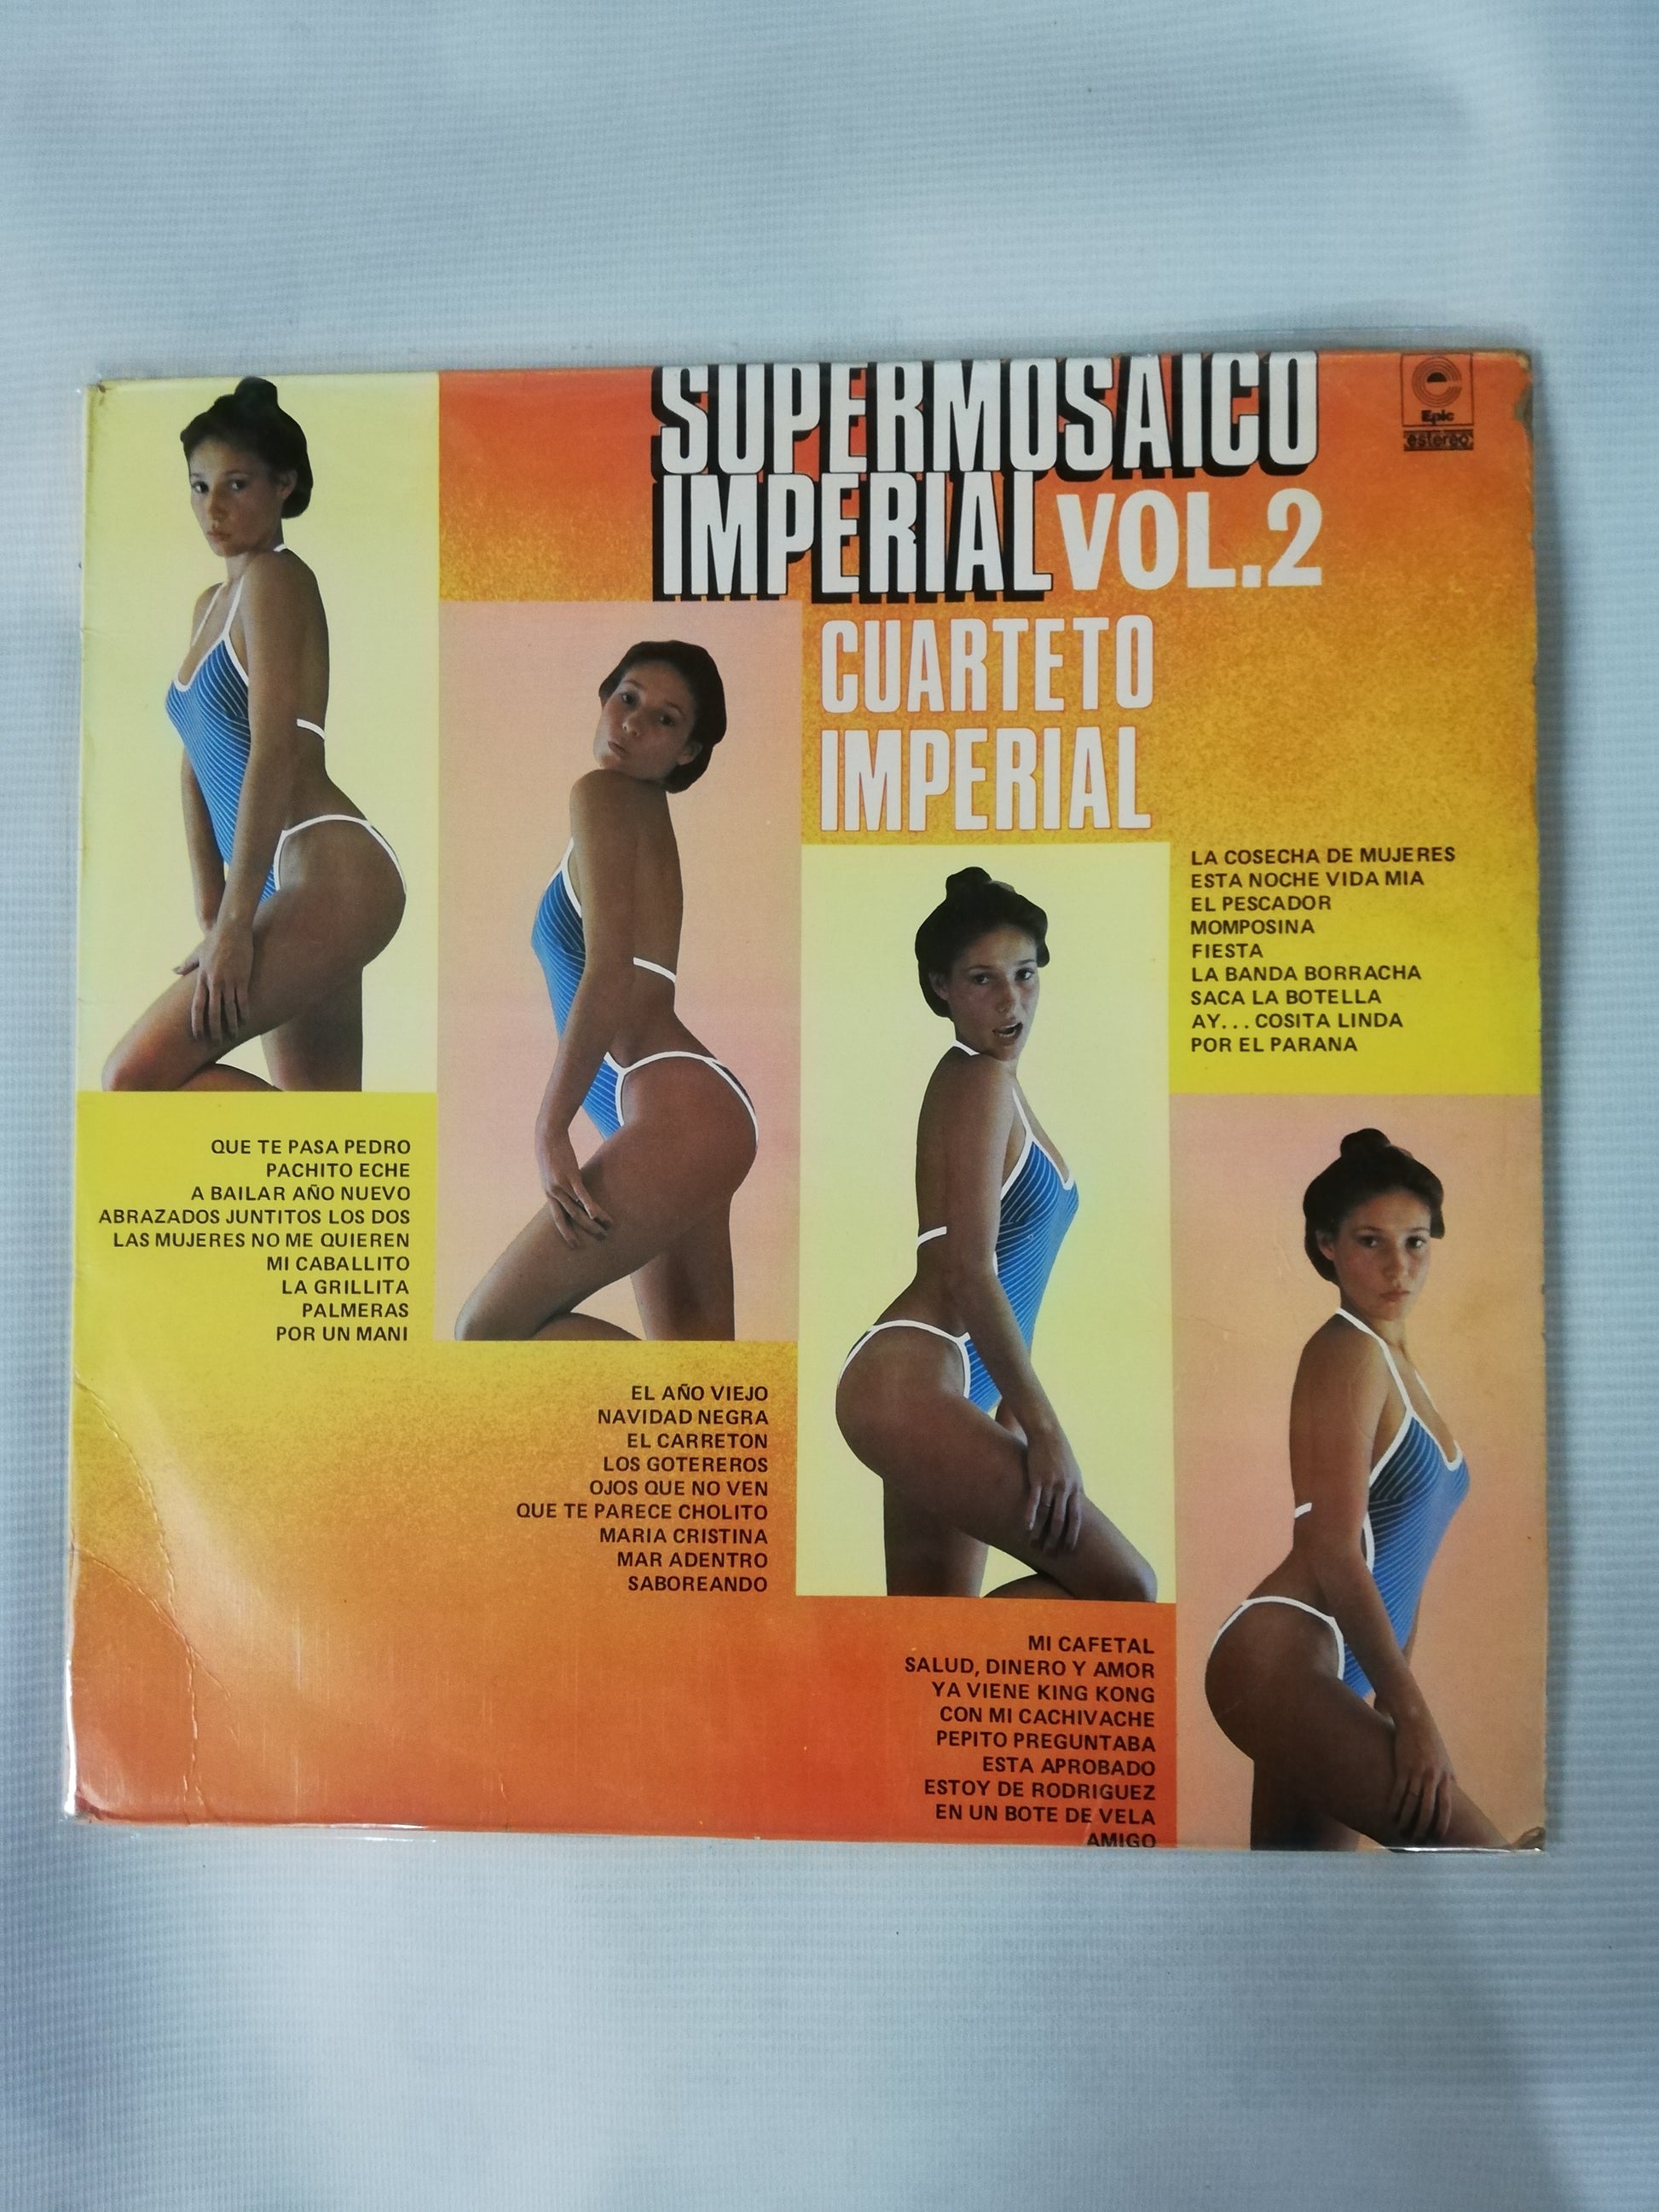 SUPERMOSAICO
IMPERIAL VOL.2
CUARTETO
IMPERIAL
Epic
estereo
LA COSECHA DE MUJERES
ESTA NOCHE VIDA MIA
EL PESCADOR
MOMPOSINA
FIESTA
LA BANDA BORRACHA
SACA LA BOTELLA
AY... COSITA LINDA
POR EL PARANA
QUE TE PASA PEDRO
PACHITO ECHE
A BAILAR AÑO NUEVO
ABRAZADOS JUNTITOS LOS DOS
LAS MUJERES NO ME QUIEREN
MI CABALLITO
LA GRILLITA
PALMERAS
POR UN MANI
EL AÑO VIEJO
NAVIDAD NEGRA
EL CARRETON
LOS GOTEREROS
OJOS QUE NO VEN
QUE TE PARECE CHOLITO
MARIA CRISTINA
MAR ADENTRO
SABOREANDO
MI CAFETAL
SALUD, DINERO Y AMOR
YA VIENE KING KONG
CON MI CACHIVACHE
PEPITO PREGUNTABA
ESTA APROBADO
ESTOY DE RODRIGUEZ
EN UN BOTE DE VELA
AMIGO